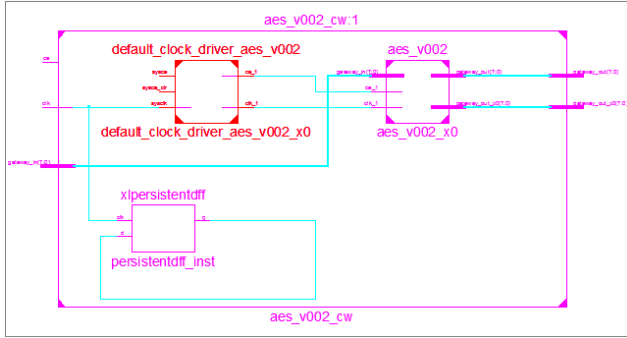 aes_v002_cw:1
default_clock_driver_aes_v002
aes_v002
ce
sysce
ce_1
gateway_in(7:0)
gateway_out(7:0)
gateway_out(7:0)
sysce_clr
ce_1
clk
sysclk
clk_1
clk_1
gateway_out_x0(7:0)
gateway_out_x0(7:0)
default_clock_driver_aes_v002_x0
aes_v002_x0
gateway_in(7:0)
xlpersistentdff
clk
q
d
persistentdff_inst
aes_v002_cw